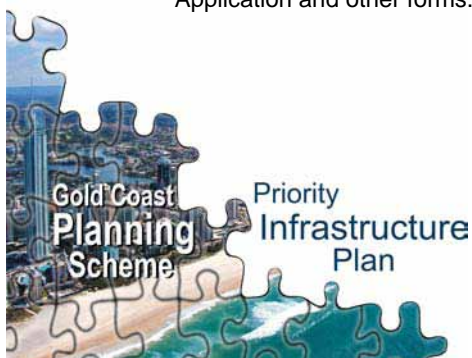 Application and other forms.
Gold Coast
Planning
Scheme
Priority
Infrastructure
Plan